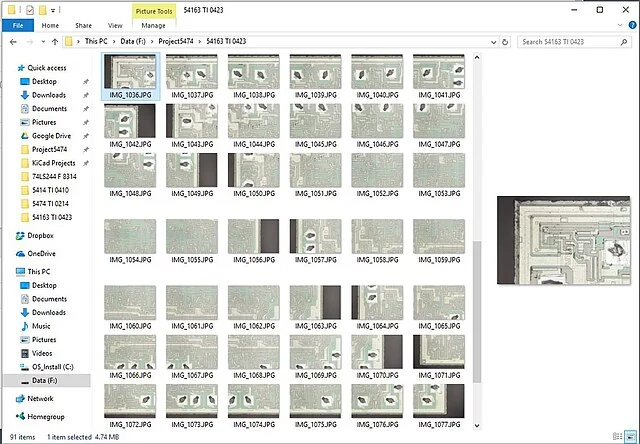 Picture Tools
54163 TI 0423
File
Home
Share
View
Manage
This PC
Data (F:)
Project5474
54163 TI 0423
Search 54163 TI 0423
Quick access
Desktop
Downloads
Documents
Pictures
Google Drive
Project5474
KiCad Projects
74LS244 F 8314
5414 TI 0410
5474 TI 0214
54163 TI 0423
Dropbox
OneDrive
This PC
Desktop
Documents
Downloads
Music
Pictures
Videos
OS_Install (C:)
Data (F:)
Network
Homegroup
IMG_1036.JPG
IMG_1037.JPG
IMG_1038.JPG
IMG_1039.JPG
IMG_1040.JPG
IMG_1041.JPG
IMG_1042.JPG
IMG_1043.JPG
IMG_1044.JPG
IMG_1045.JPG
IMG_1046.JPG
IMG_1047.JPG
IMG_1048.JPG
IMG_1049.JPG
IMG_1050.JPG
IMG_1051.JPG
IMG_1052.JPG
IMG_1053.JPG
IMG_1054.JPG
IMG_1055.JPG
IMG_1056.JPG
IMG_1057.JPG
IMG_1058.JPG
IMG_1059.JPG
IMG_1060.JPG
IMG_1061.JPG
IMG_1062.JPG
IMG_1063.JPG
IMG_1064.JPG
IMG_1065.JPG
IMG_1066.JPG
IMG_1067.JPG
IMG_1068.JPG
IMG_1069.JPG
IMG_1070.JPG
IMG_1071.JPG
IMG_1072.JPG
IMG_1073.JPG
IMG_1074.JPG
IMG_1075.JPG
IMG_1076.JPG
IMG_1077.JPG
91 items
1 item selected 4.74 MB